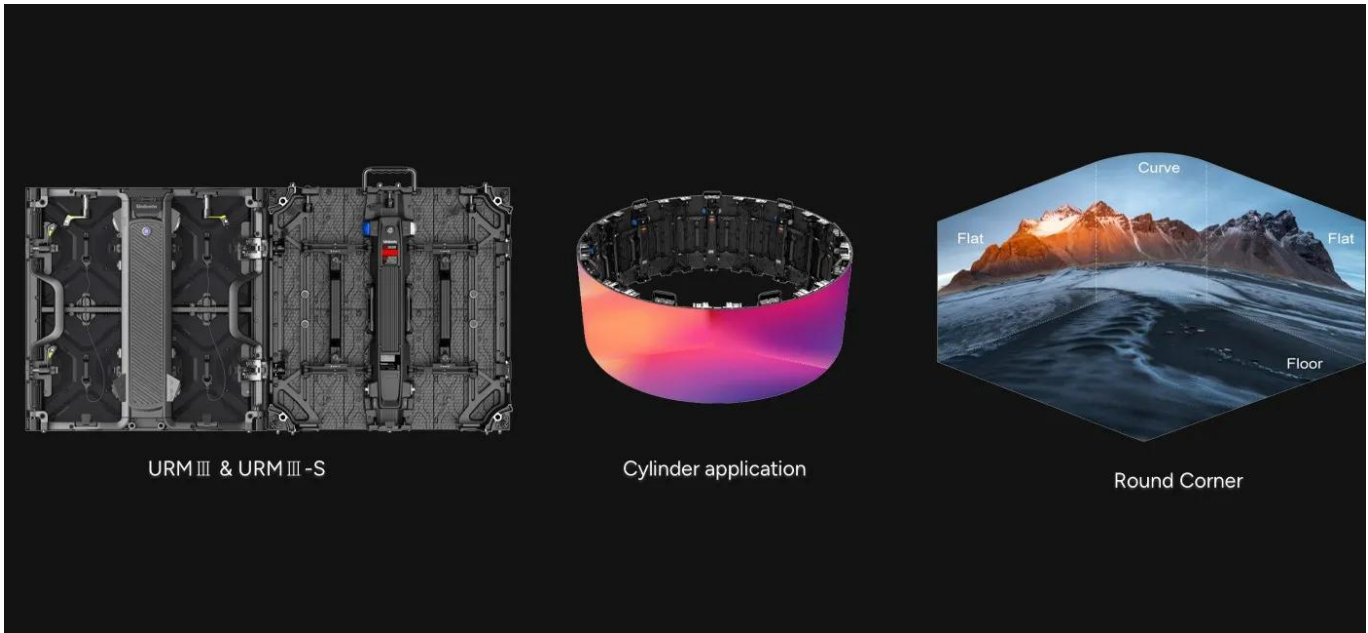 URMⅢ & URMⅢ-S
Cylinder application
Curve
Flat
Flat
Floor
Round Corner